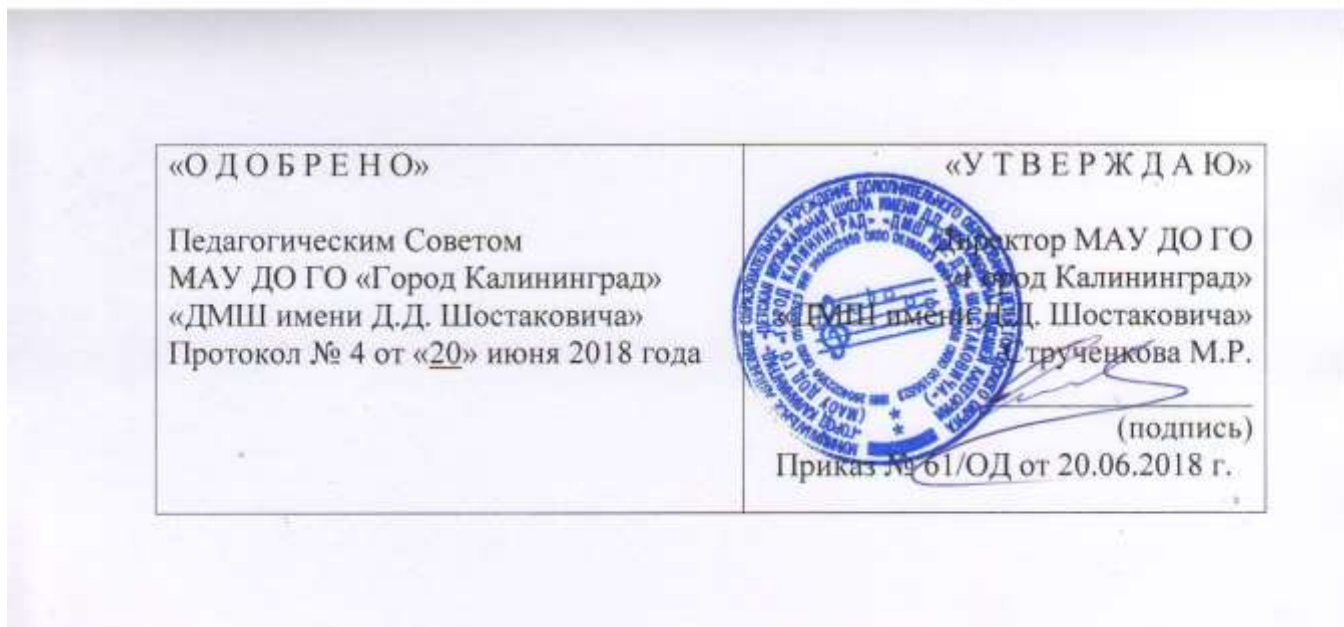 «О Д О Б Р Е Н О»
Педагогическим Советом
МАУ ДО ГО «Город Калининград»
«ДМШ имени Д.Д. Шостаковича»
Протокол № 4 от «20» июня 2018 года
«У Т В Е Р Ж Д А Ю»
Директор МАУ ДО ГО
«Город Калининград»
«ДМШ имени Д.Д. Шостаковича»
Струченкова М.Р.
(подпись)
Приказ № 61/ОД от 20.06.2018 г.